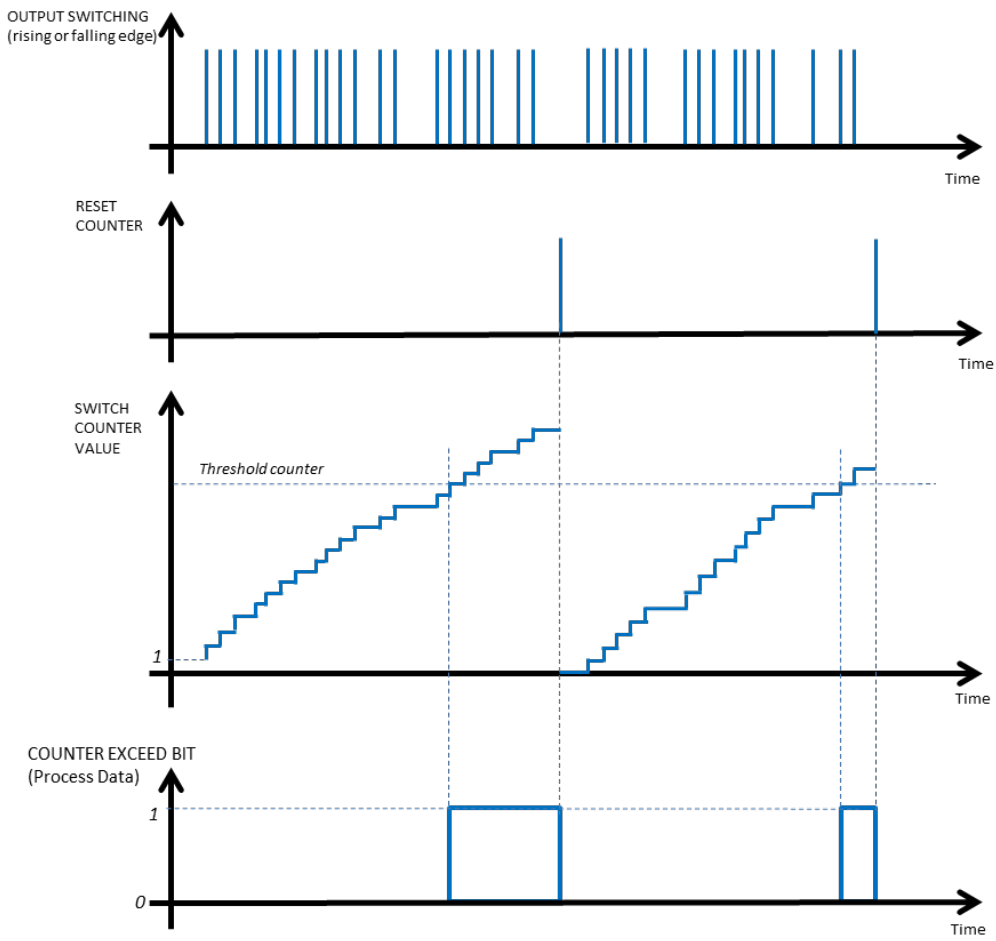 OUTPUT SWITCHING
(rising or falling edge)
Time
RESET
COUNTER
Time
SWITCH
COUNTER
VALUE
Threshold counter
1
Time
COUNTER EXCEED BIT
(Process Data)
1
0
Time